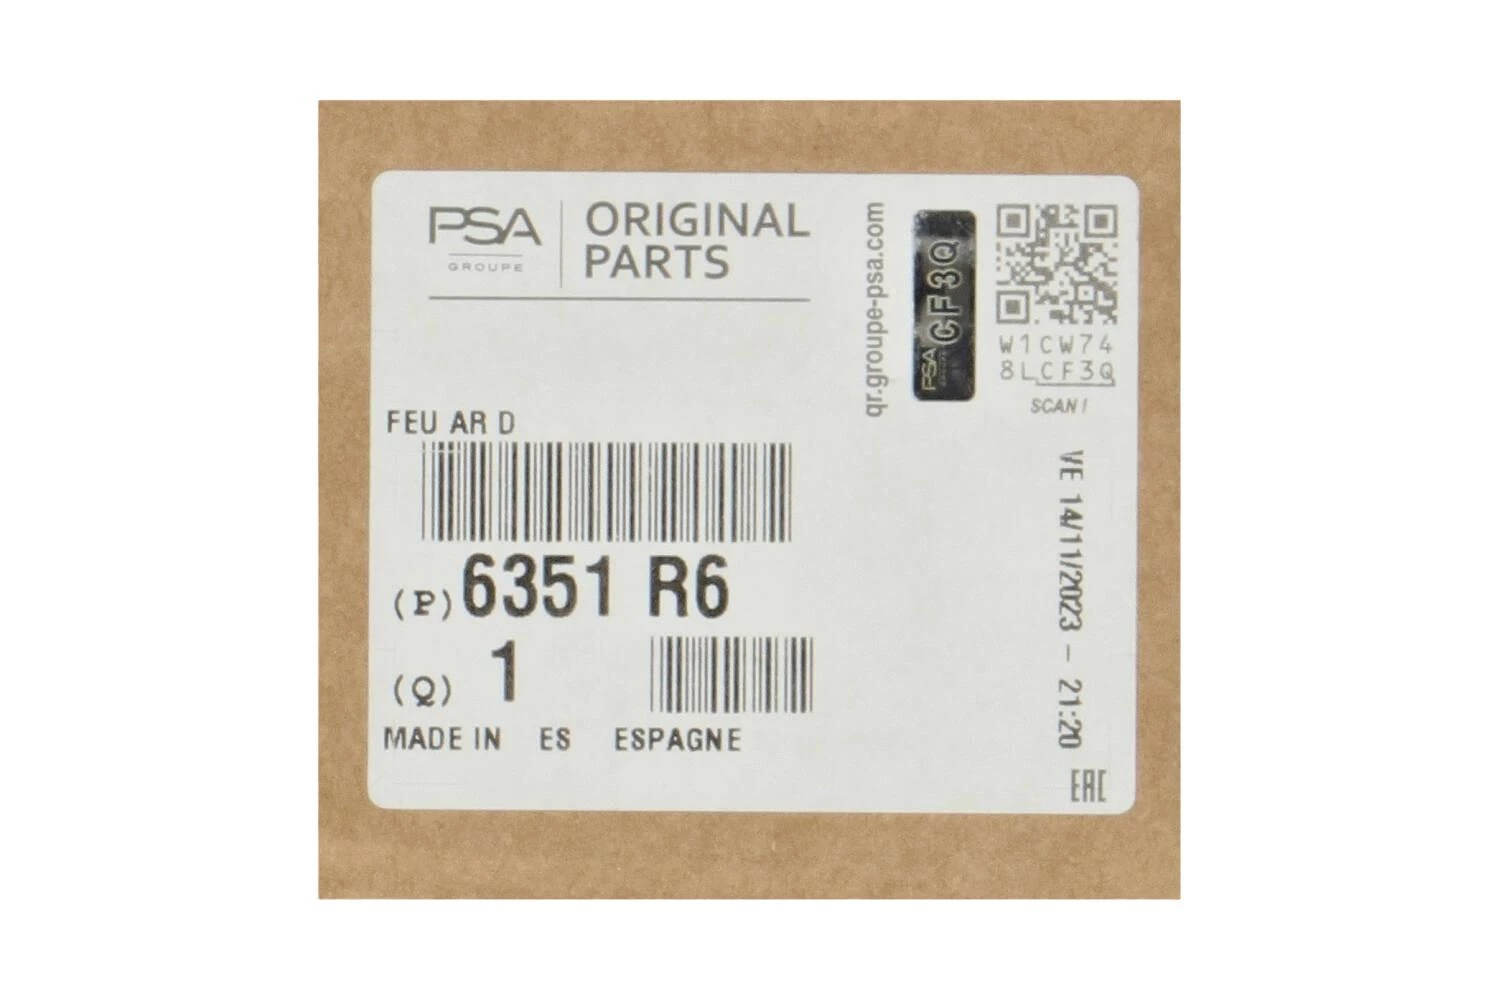 PSA
GROUPE
ORIGINAL
PARTS
qr.groupe-psa.com
PSA
GROUPE
CF3Q
W1CW74
8LCF3Q
SCAN !
FEU AR D
(P) 6351 R6
(Q) 1
MADE IN ES ESPAGNE
VE 14/11/2023 - 21:20
EAC